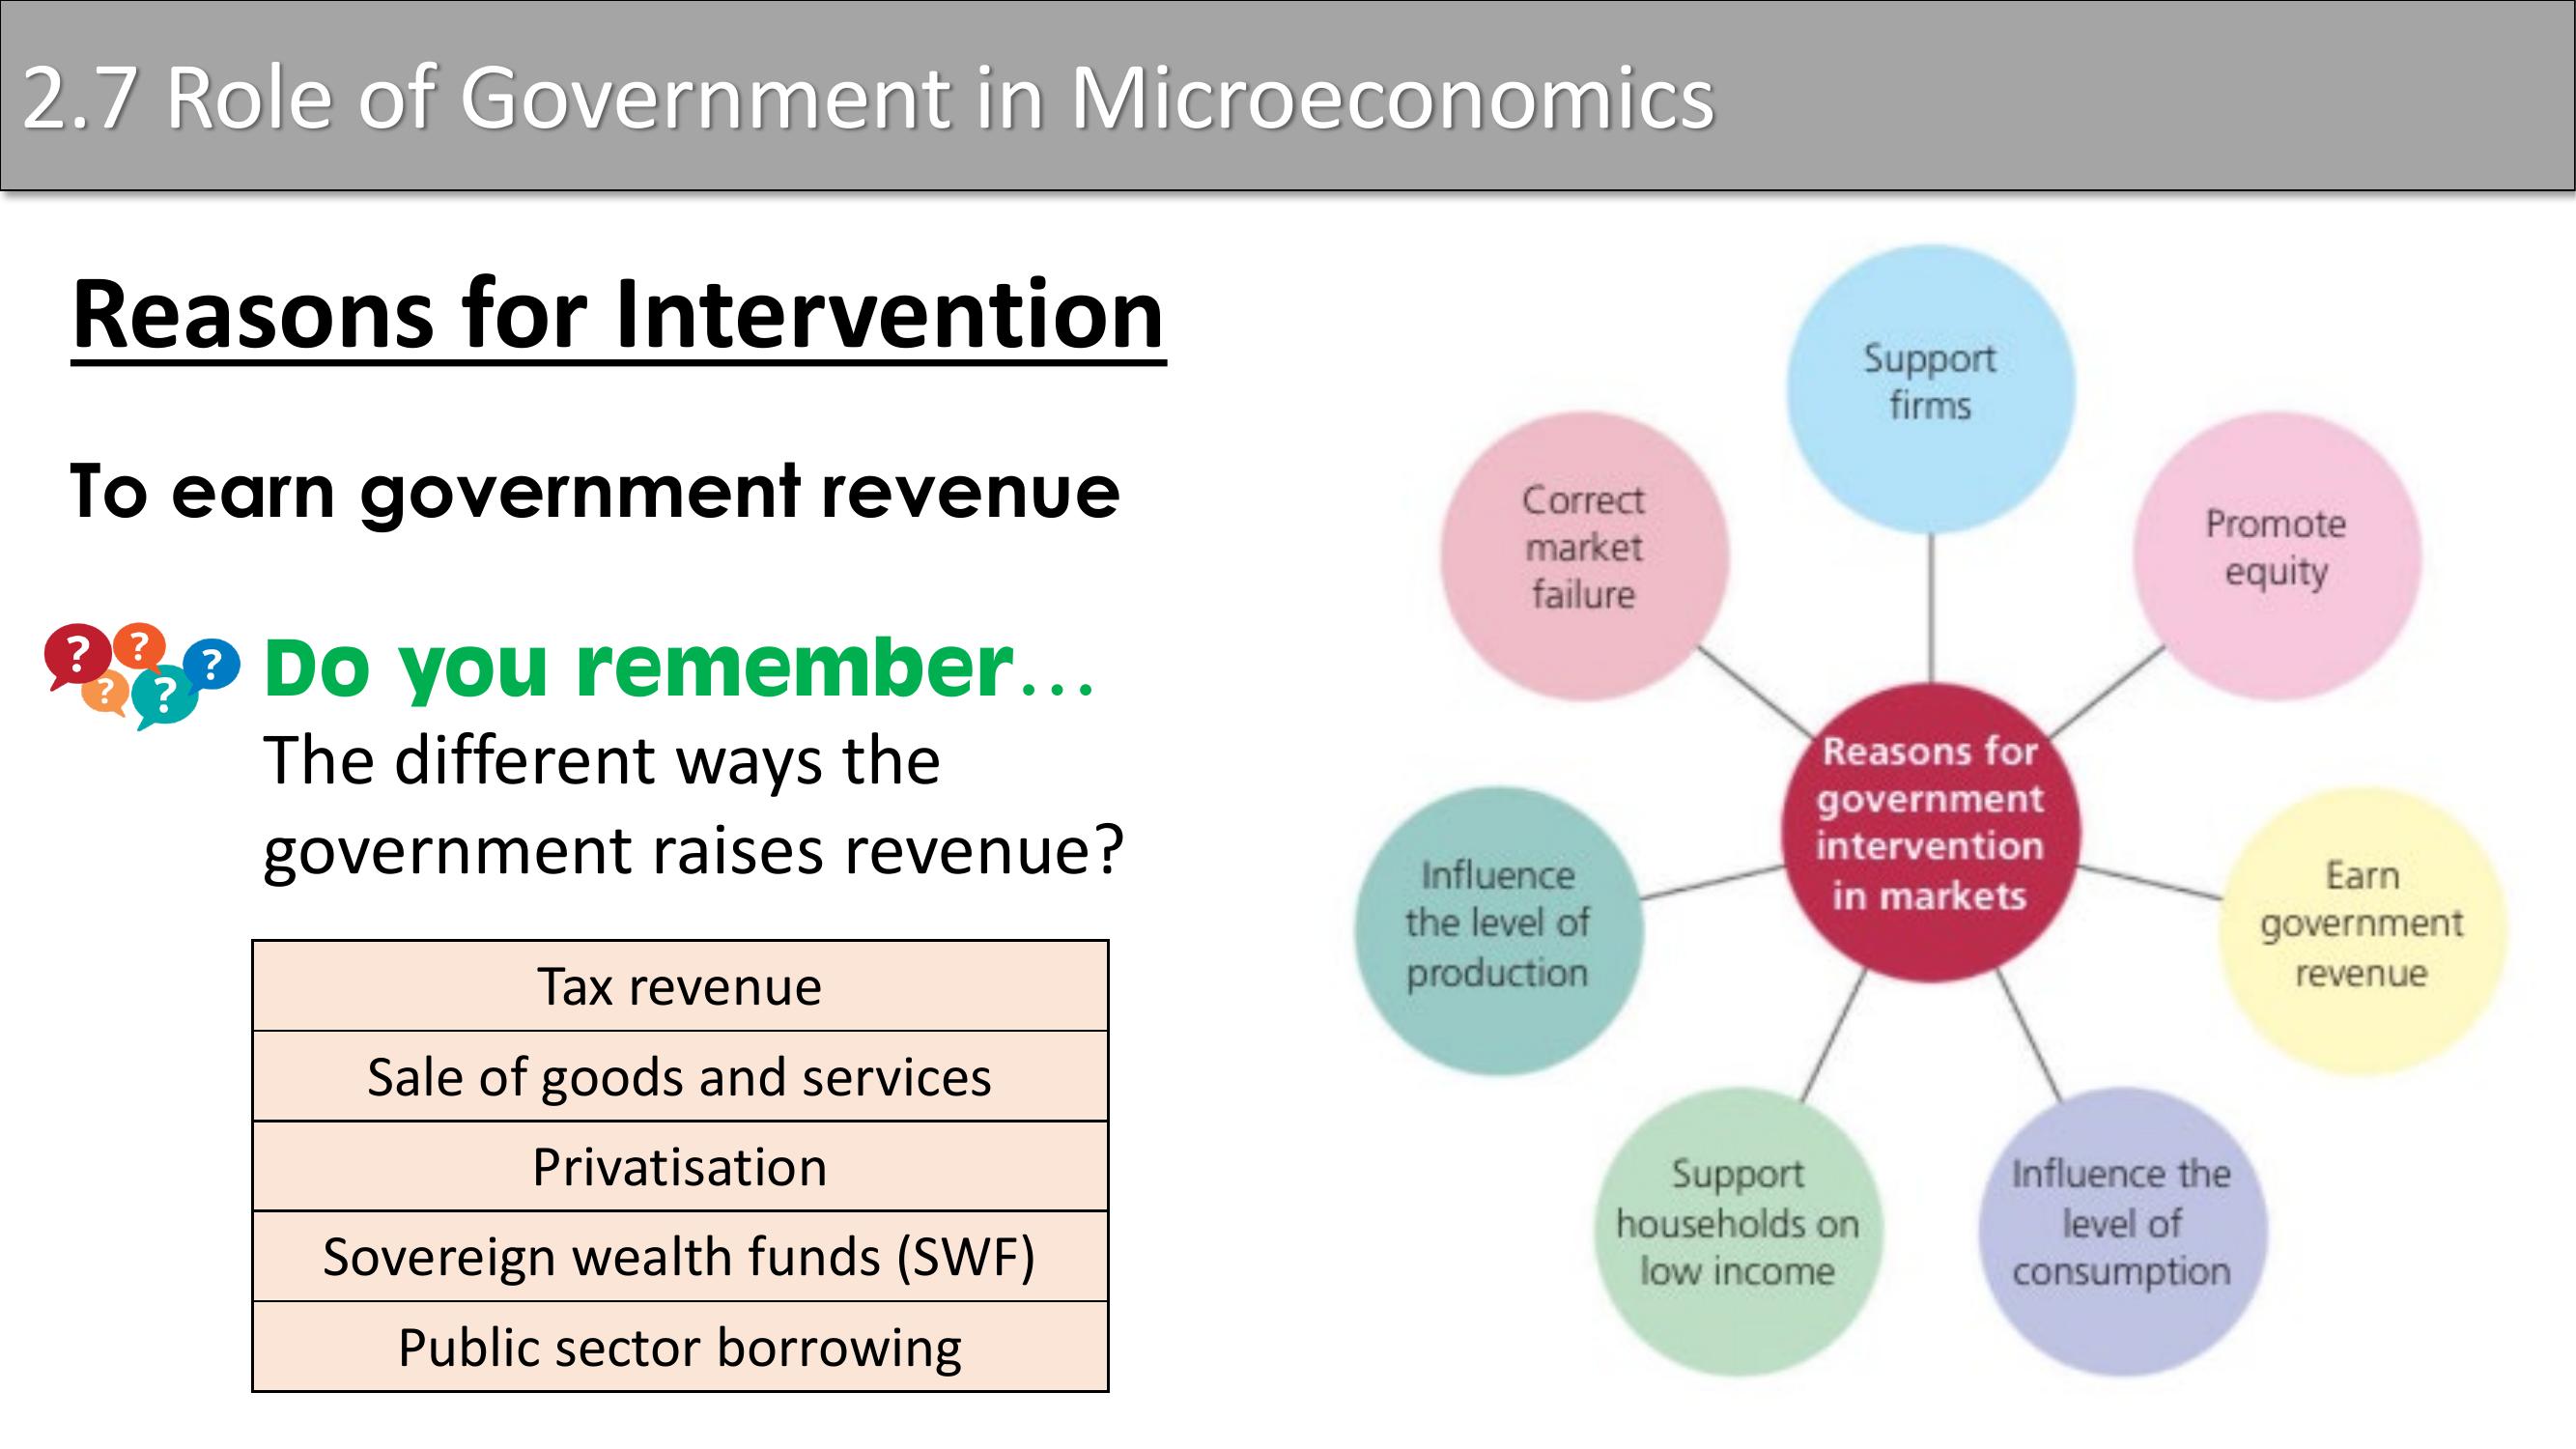 2.7 Role of Government in Microeconomics
Reasons for Intervention
To earn government revenue
? ? ? ? ?
Do you remember…
The different ways the
government raises revenue?
Tax revenue
Sale of goods and services
Privatisation
Sovereign wealth funds (SWF)
Public sector borrowing
Support
firms
Correct
market
failure
Promote
equity
Reasons for
government
intervention
in markets
Influence
the level of
production
Earn
government
revenue
Support
households on
low income
Influence the
level of
consumption